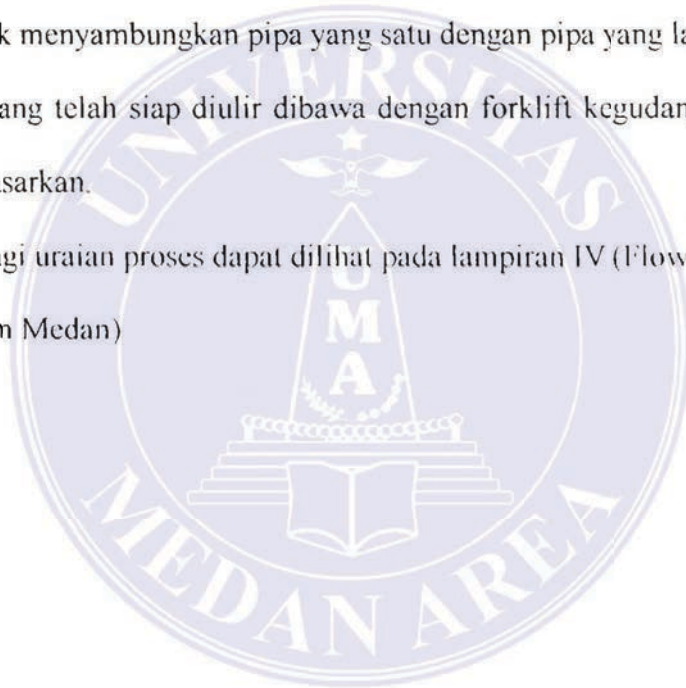 k menyambungkan pipa yang satu dengan pipa yang la
ang telah siap diulir dibawa dengan forklift kegudan
asarkan.
gi uraian proses dapat dilihat pada lampiran IV (Flow
n Medan)
UNIVERSITAS
UMA
MEDAN AREA